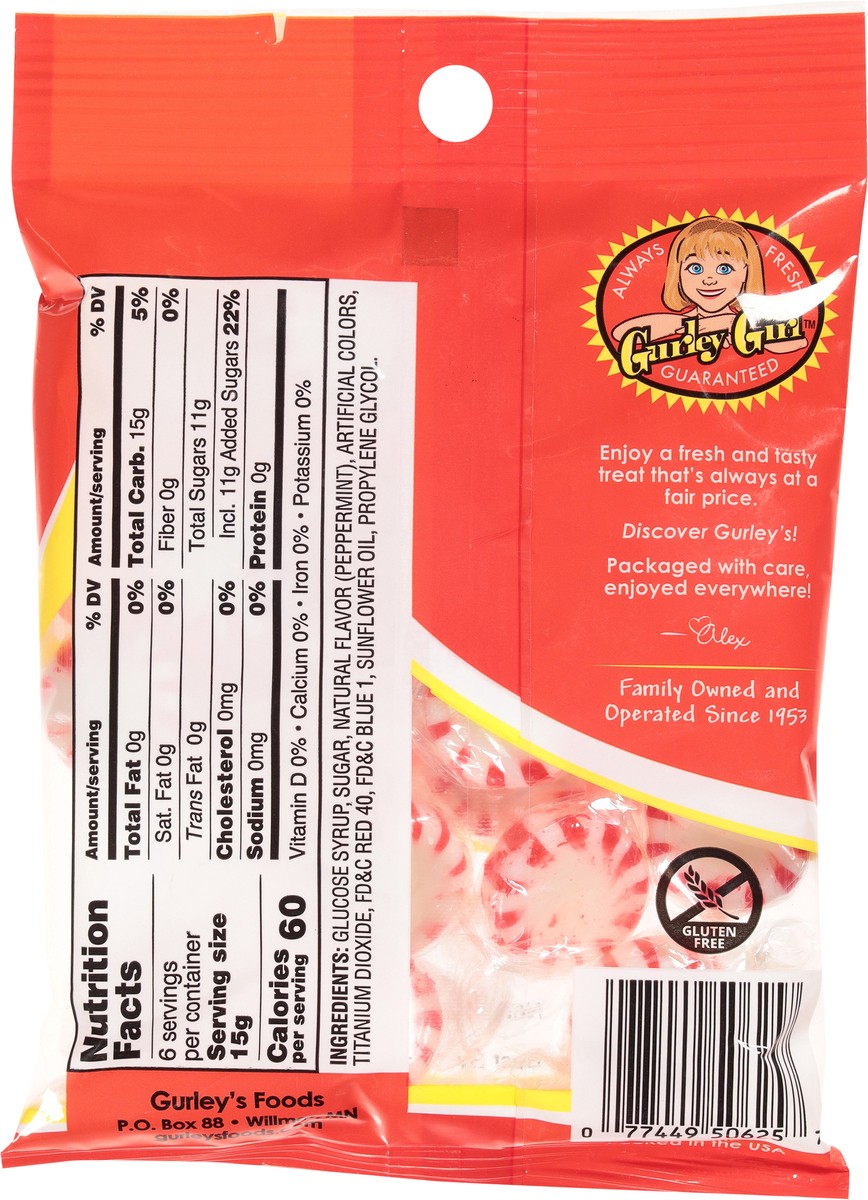 ALWAYS FRESH
Gurley Girl™
GUARANTEED
Enjoy a fresh and tasty
treat that's always at a
fair price.
Discover Gurley's!
Packaged with care,
enjoyed everywhere!
—Alex
Family Owned and
Operated Since 1953
Nutrition
Facts
6 servings
per container
Serving size
15g
Calories
per serving 60
Amount/serving % DV
Total Fat 0g 0%
Sat. Fat 0g 0%
Trans Fat 0g
Cholesterol 0mg 0%
Sodium 0mg 0%
Amount/serving % DV
Total Carb. 15g 5%
Fiber 0g 0%
Total Sugars 11g
Incl. 11g Added Sugars 22%
Protein 0g
Vitamin D 0% • Calcium 0% • Iron 0% • Potassium 0%
INGREDIENTS: GLUCOSE SYRUP, SUGAR, NATURAL FLAVOR (PEPPERMINT), ARTIFICIAL COLORS,
TITANIUM DIOXIDE, FD&C RED 40, FD&C BLUE 1, SUNFLOWER OIL, PROPYLENE GLYCOL.
GLUTEN
FREE
Gurley's Foods
P.O. Box 88 • MN
0 77449 50625
in the USA